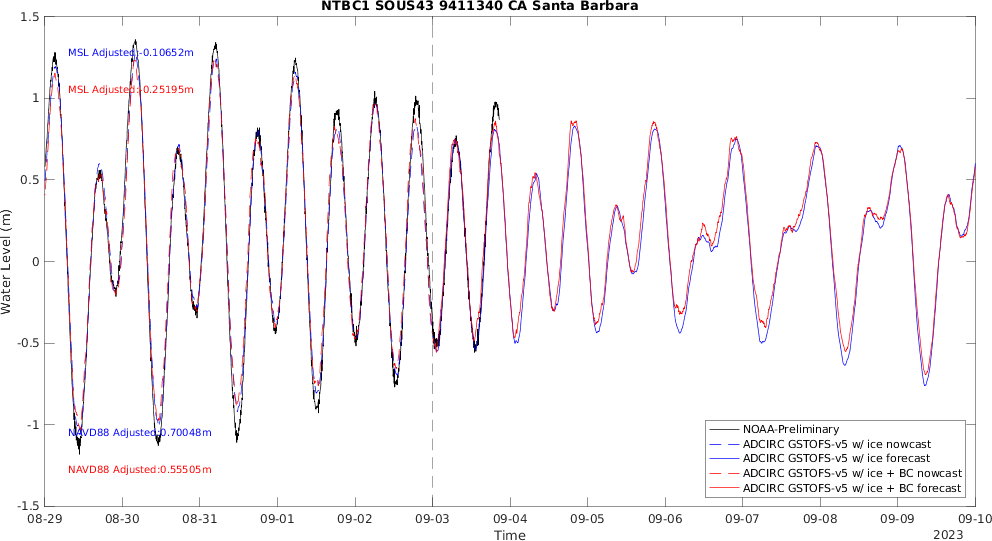 NTBC1 SOUS43 9411340 CA Santa Barbara
1.5
MSL Adjusted:-0.10652m
MSL Adjusted:-0.25195m
1
0.5
Water Level (m)
0
-0.5
-1
NAVD88 Adjusted:0.70048m
NAVD88 Adjusted:0.55505m
-1.5
NOAA-Preliminary
ADCIRC GSTOFS-v5 w/ ice nowcast
ADCIRC GSTOFS-v5 w/ ice forecast
ADCIRC GSTOFS-v5 w/ ice + BC nowcast
ADCIRC GSTOFS-v5 w/ ice + BC forecast
08-29 08-30 08-31 09-01 09-02 09-03 09-04 09-05 09-06 09-07 09-08 09-09 09-10
Time
2023